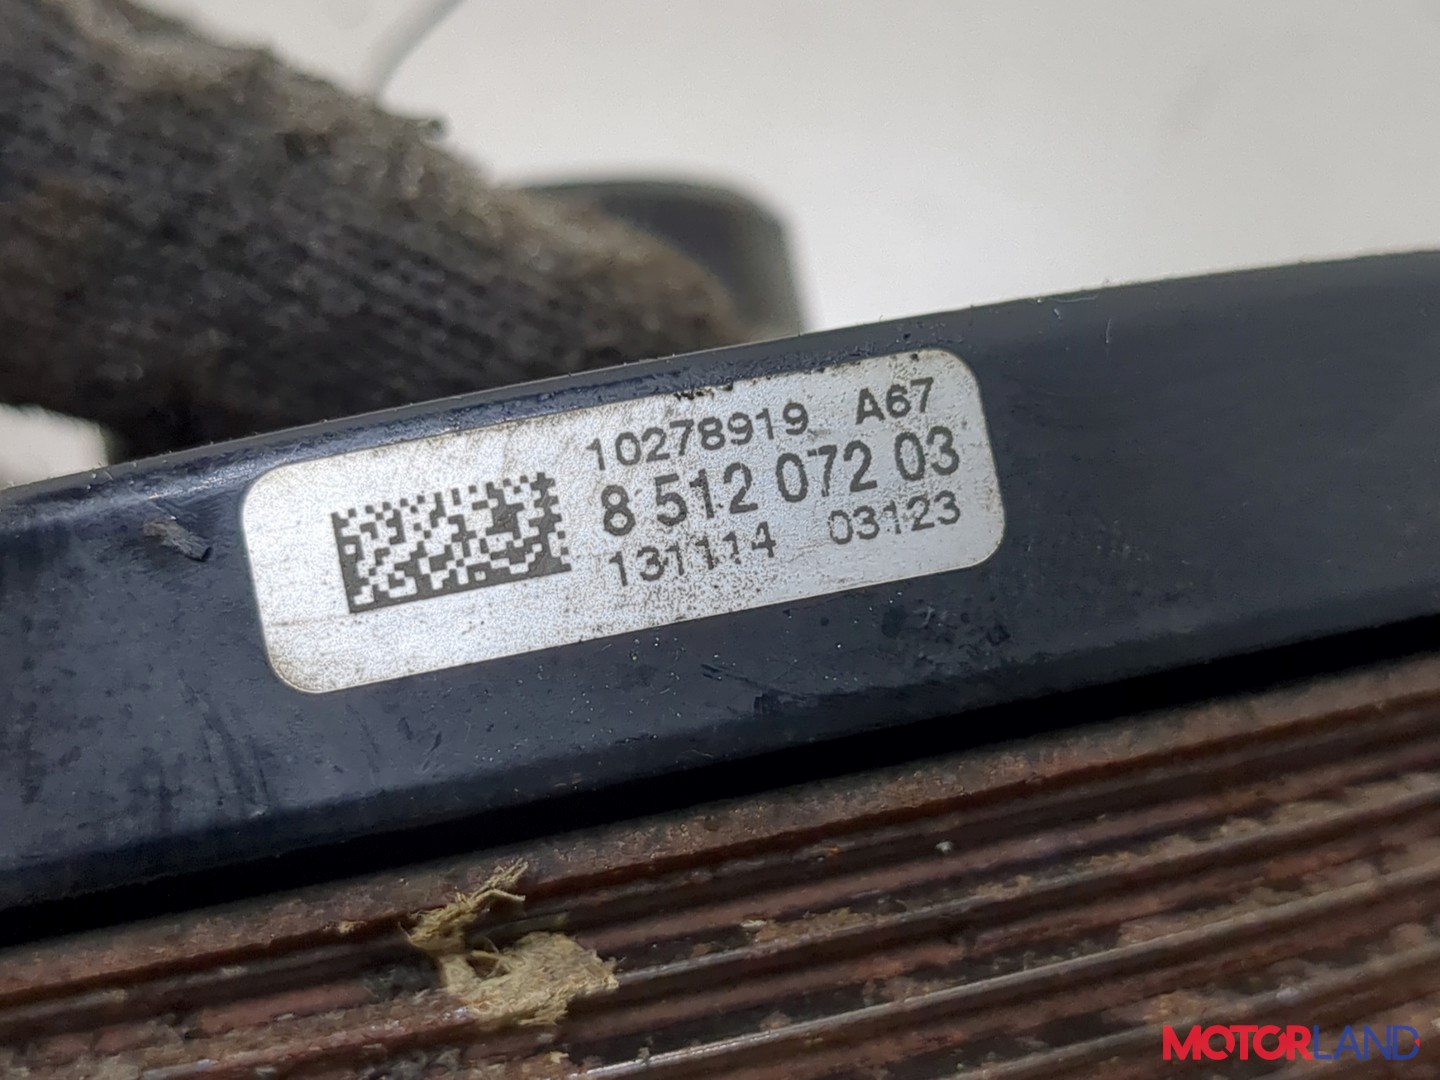 10278919 A67
8 512 072 03
131114 03123
MOTORLAND